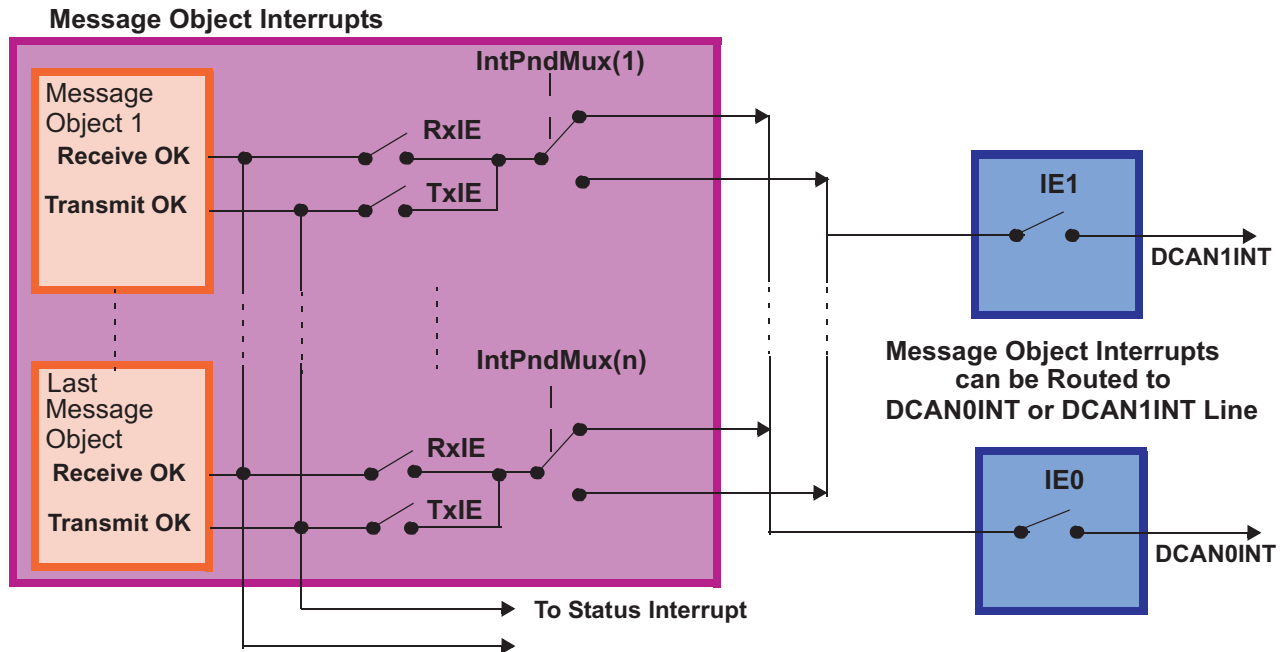 Message Object Interrupts
IntPndMux(1)
Message
Object 1
RxIE
Receive OK
TxIE
Transmit OK
IE1
DCAN1INT
IntPndMux(n)
Message Object Interrupts
can be Routed to
DCAN0INT or DCAN1INT Line
Last
Message
Object
RxIE
Receive OK
TxIE
Transmit OK
IE0
DCAN0INT
To Status Interrupt